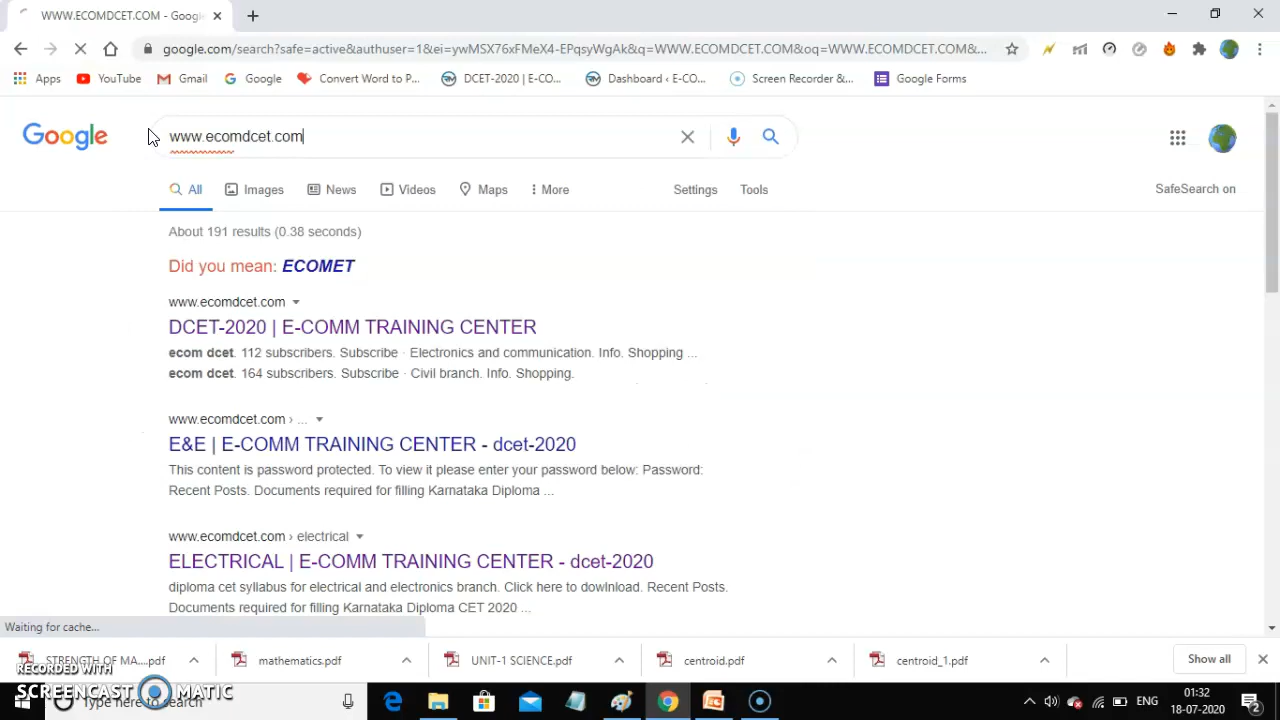 WWW.ECOMDCET.COM - Googl
google.com/search?safe=active&authuser=1&ei=ywMSX76xFMeX4-EPqsyWgAk&q=WWW.ECOMDCET.COM&oq=WWW.ECOMDCET.COM&...
Apps YouTube Gmail Google Convert Word to P... DCET-2020 | E-CO... Dashboard ‹ E-CO... Screen Recorder &... Google Forms
Google www.ecomdcet.com
All Images News Videos Maps More Settings Tools SafeSearch on
About 191 results (0.38 seconds)
Did you mean: ECOMET
www.ecomdcet.com
DCET-2020 | E-COMM TRAINING CENTER
ecom dcet. 112 subscribers. Subscribe · Electronics and communication. Info. Shopping ...
ecom dcet. 164 subscribers. Subscribe · Civil branch. Info. Shopping.
www.ecomdcet.com › ...
E&E | E-COMM TRAINING CENTER - dcet-2020
This content is password protected. To view it please enter your password below: Password:
Recent Posts. Documents required for filling Karnataka Diploma ...
www.ecomdcet.com › electrical
ELECTRICAL | E-COMM TRAINING CENTER - dcet-2020
diploma cet syllabus for electrical and electronics branch. Click here to dowlnload. Recent Posts.
Documents required for filling Karnataka Diploma CET 2020 ...
Waiting for cache...
STRENGTH OF MA....pdf mathematics.pdf UNIT-1 SCIENCE.pdf centroid.pdf centroid_1.pdf Show all
RECORDED WITH
SCREENCAST MATIC
Type here to search
ENG 01:32
18-07-2020 2